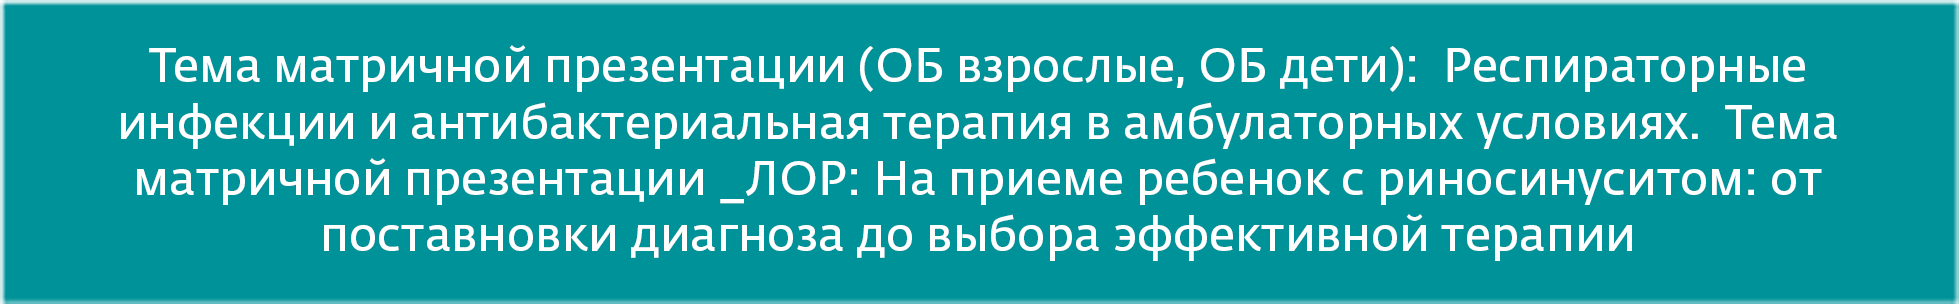 Тема матричной презентации (ОБ взрослые, ОБ дети):  Респираторные
инфекции и антибактериальная терапия в амбулаторных условиях.  Тема
матричной презентации _ЛОР: На приеме ребенок с риносинуситом: от
поставновки диагноза до выбора эффективной терапии